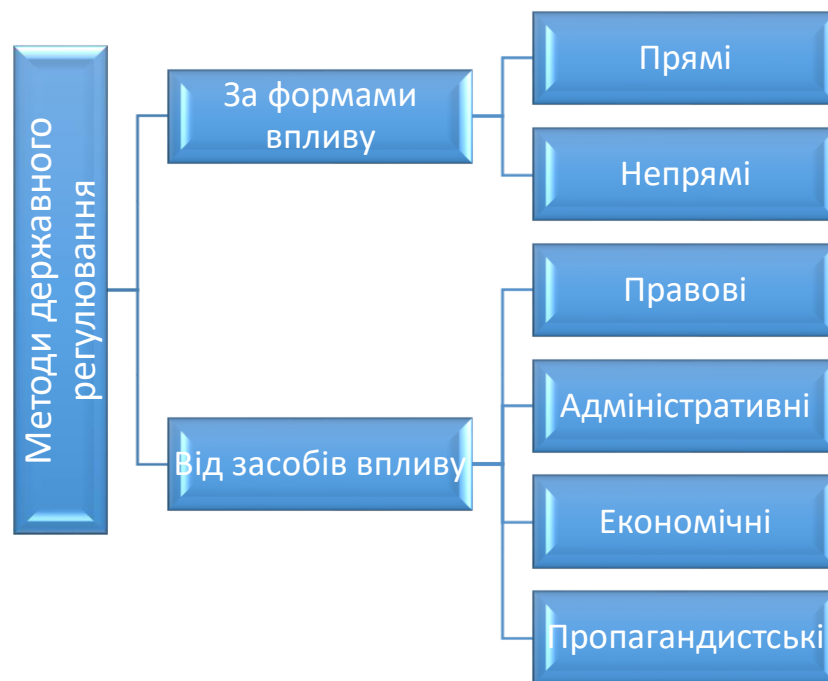 Методи державного
регулювання
За формами
впливу
Прямі
Непрямі
Від засобів впливу
Правові
Адміністративні
Економічні
Пропагандистські